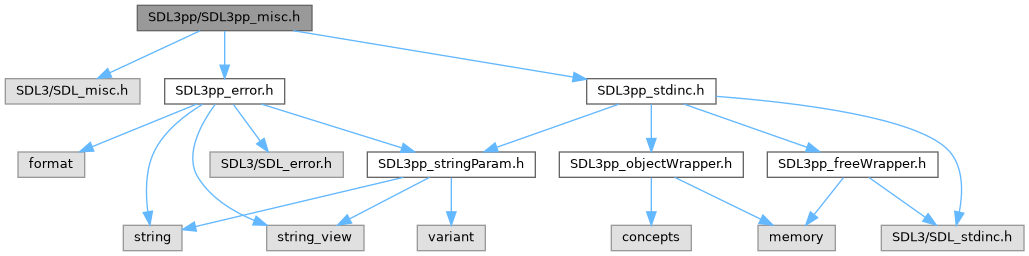 SDL3pp/SDL3pp_misc.h
SDL3/SDL_misc.h
SDL3pp_error.h
SDL3pp_stdinc.h
format
SDL3/SDL_error.h
SDL3pp_stringParam.h
SDL3pp_objectWrapper.h
SDL3pp_freeWrapper.h
string
string_view
variant
concepts
memory
SDL3/SDL_stdinc.h